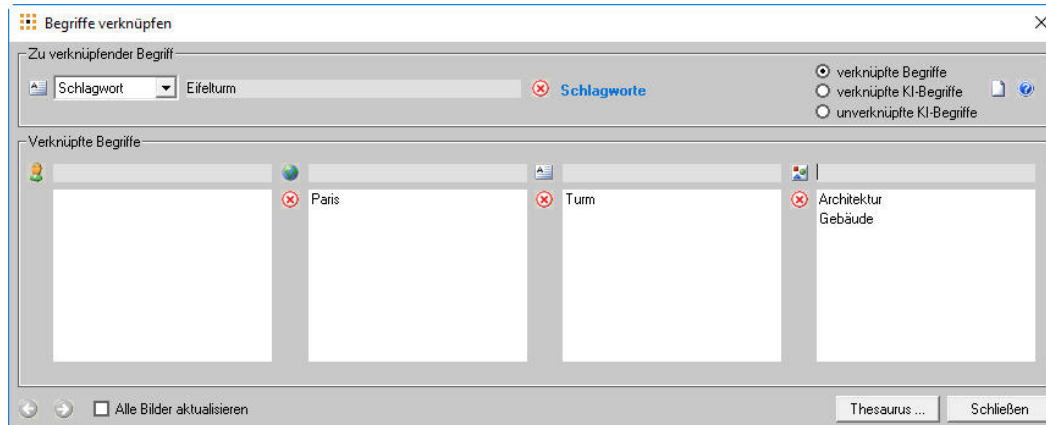 Begriffe verknüpfen
Zu verknüpfender Begriff
Schlagwort Eifelturm Schlagworte
verknüpfte Begriffe
verknüpfte KI-Begriffe
unverknüpfte KI-Begriffe
Verknüpfte Begriffe
Paris Turm Architektur
Gebäude
Alle Bilder aktualisieren Thesaurus ... Schließen